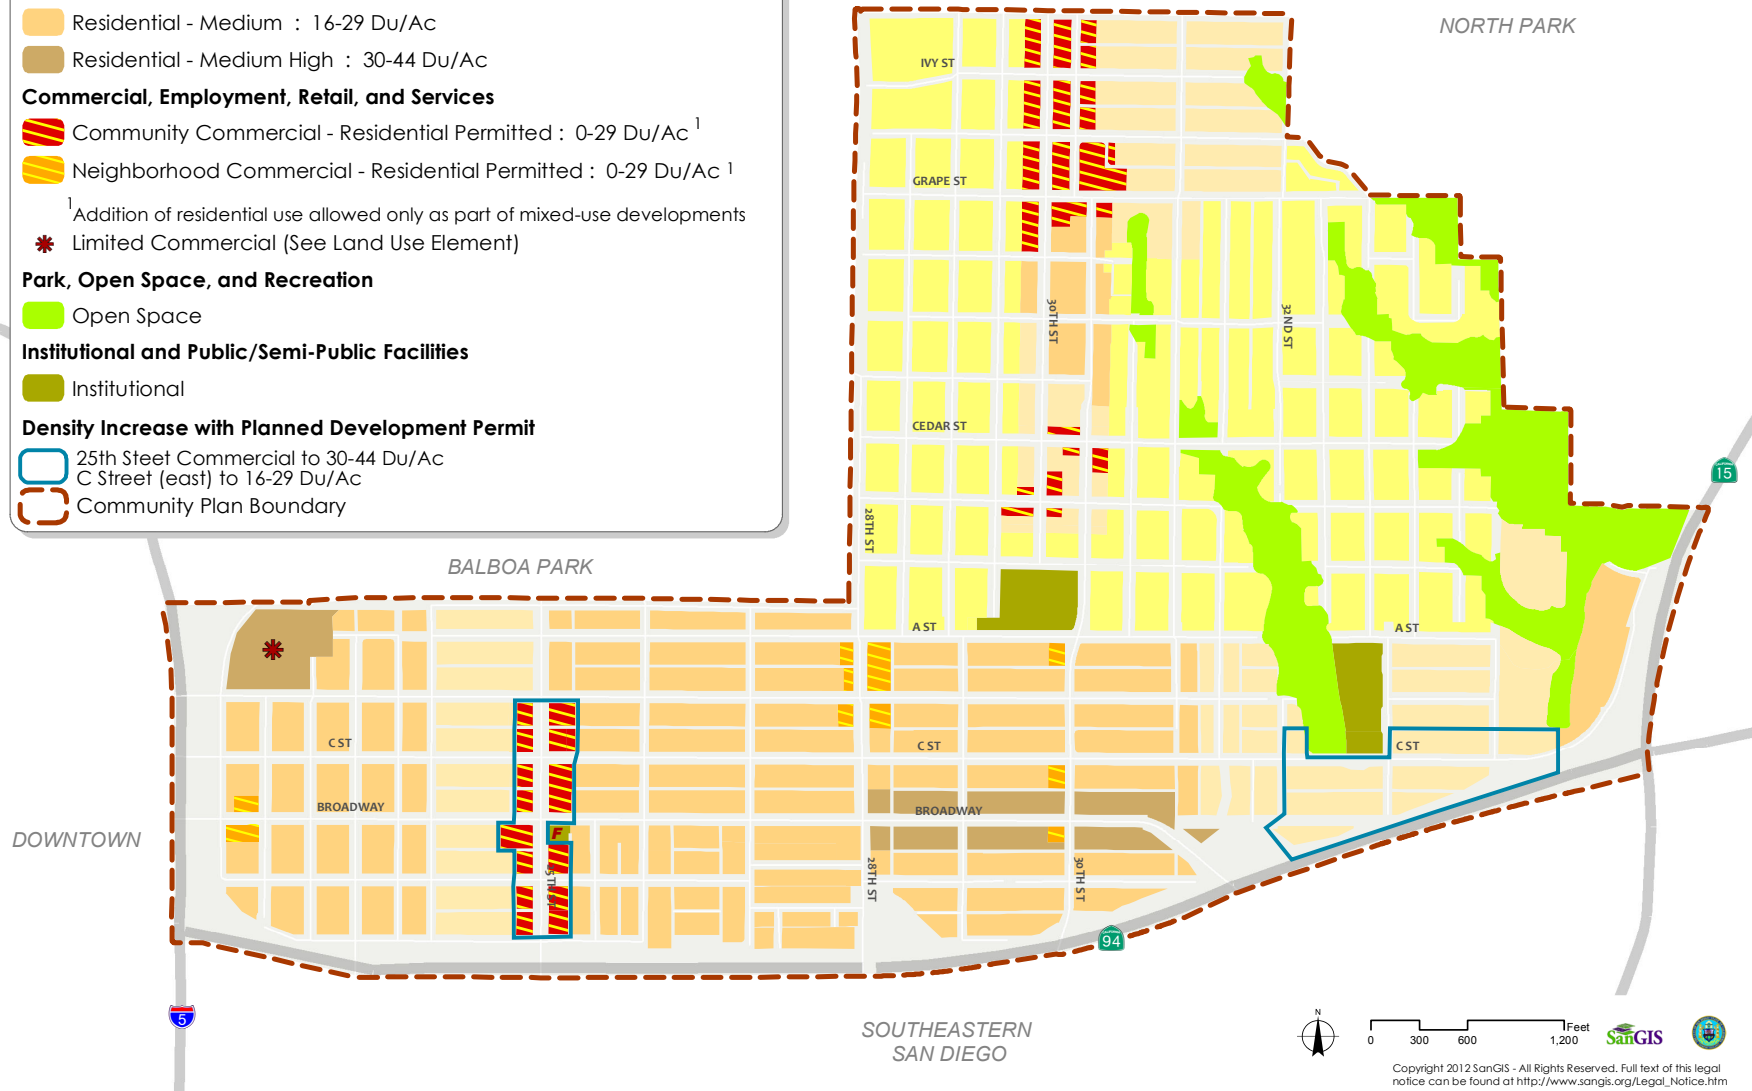 Residential - Medium : 16-29 Du/Ac
Residential - Medium High : 30-44 Du/Ac
Commercial, Employment, Retail, and Services
Community Commercial - Residential Permitted : 0-29 Du/Ac 1
Neighborhood Commercial - Residential Permitted : 0-29 Du/Ac 1
1Addition of residential use allowed only as part of mixed-use developments
Limited Commercial (See Land Use Element)
Park, Open Space, and Recreation
Open Space
Institutional and Public/Semi-Public Facilities
Institutional
Density Increase with Planned Development Permit
25th Steet Commercial to 30-44 Du/Ac
C Street (east) to 16-29 Du/Ac
Community Plan Boundary
NORTH PARK
IVY ST
GRAPE ST
30TH ST
32ND ST
CEDAR ST
15
28TH ST
BALBOA PARK
A ST
A ST
C ST
C ST
C ST
BROADWAY
BROADWAY
F
DOWNTOWN
28TH ST
30TH ST
94
5
SOUTHEASTERN
SAN DIEGO
N
0 300 600 1,200
Feet
SanGIS
Copyright 2012 SanGIS - All Rights Reserved. Full text of this legal
notice can be found at http://www.sangis.org/Legal_Notice.htm